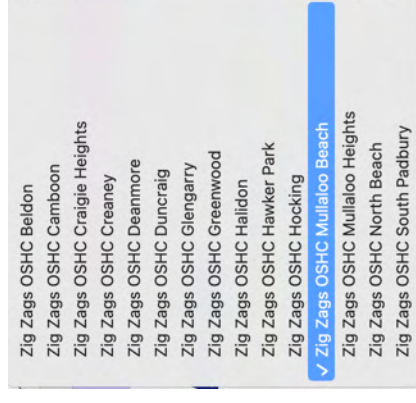 Zig Zags OSHC Beldon
Zig Zags OSHC Camboon
Zig Zags OSHC Craigie Heights
Zig Zags OSHC Creaney
Zig Zags OSHC Deanmore
Zig Zags OSHC Duncraig
Zig Zags OSHC Glengarry
Zig Zags OSHC Greenwood
Zig Zags OSHC Halidon
Zig Zags OSHC Hawker Park
Zig Zags OSHC Hocking
✓ Zig Zags OSHC Mullaloo Beach
Zig Zags OSHC Mullaloo Heights
Zig Zags OSHC North Beach
Zig Zags OSHC South Padbury